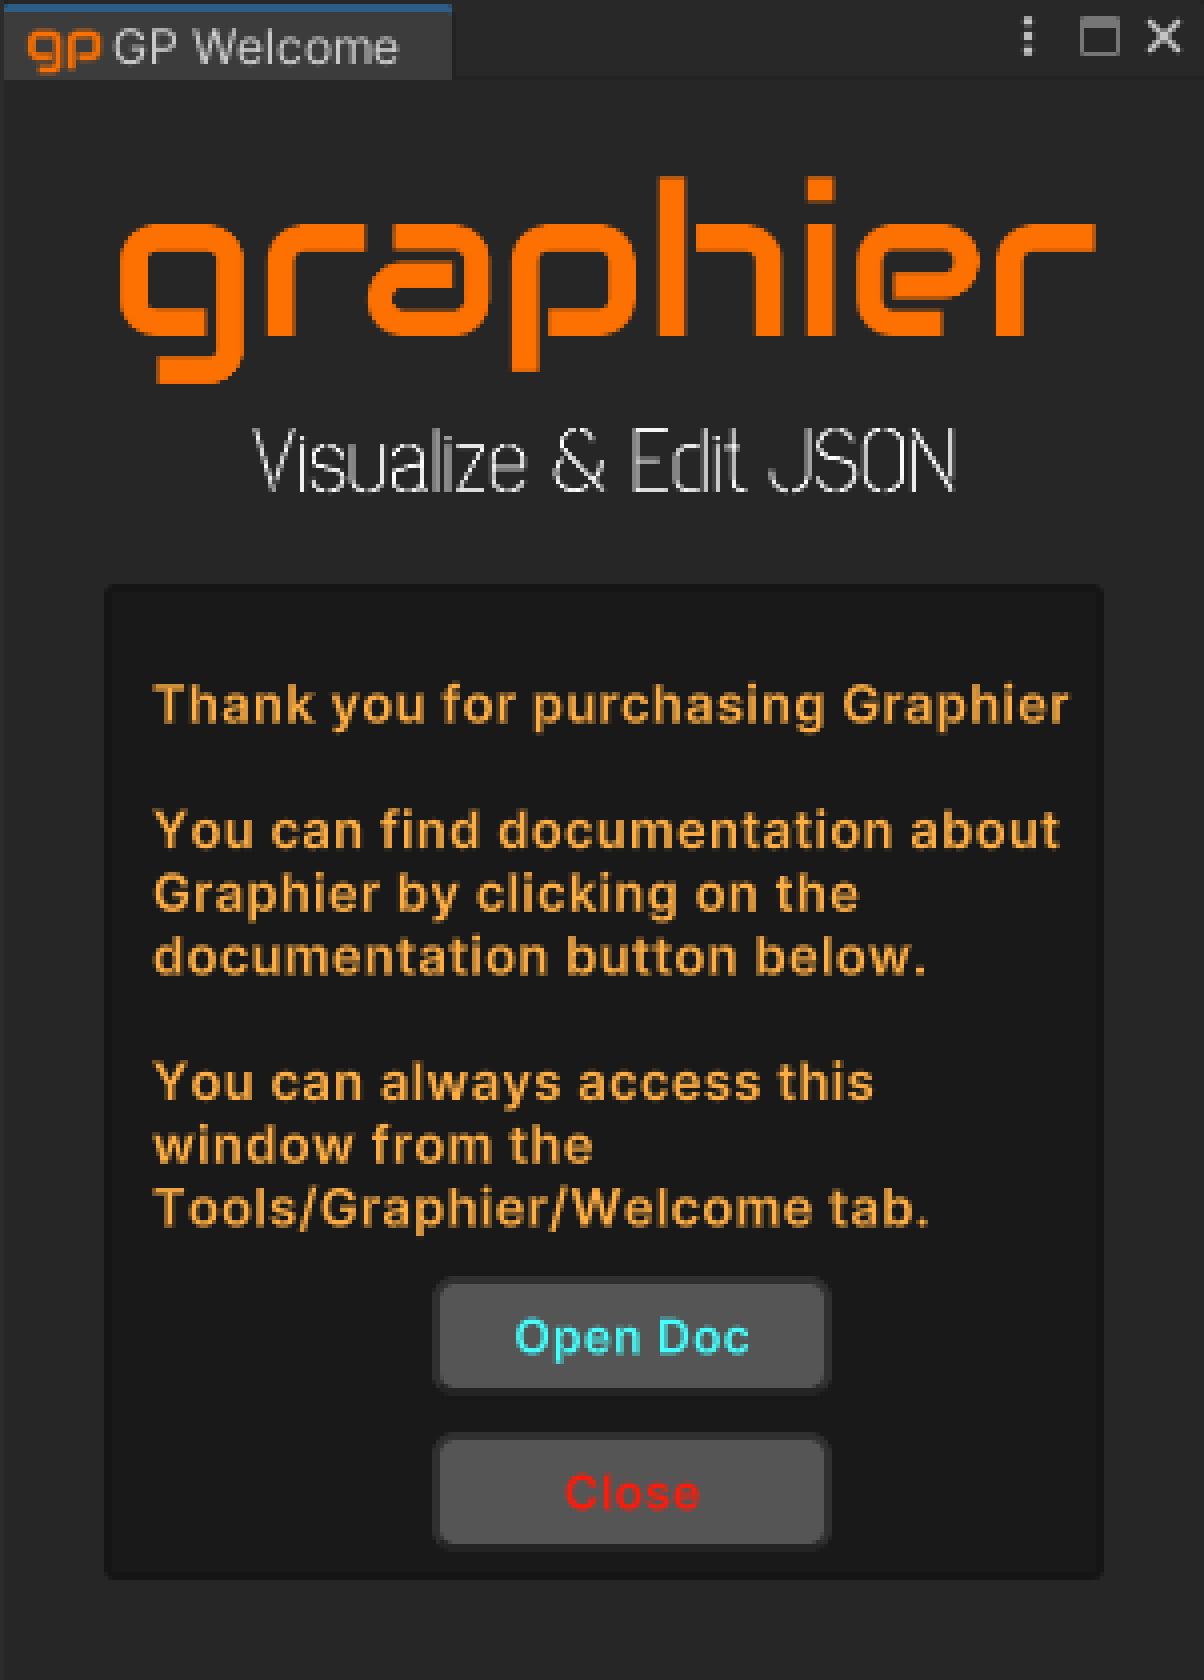 gp GP Welcome
graphier
Visualize & Edit JSON
Thank you for purchasing Graphier
You can find documentation about
Graphier by clicking on the
documentation button below.
You can always access this
window from the
Tools/Graphier/Welcome tab.
Open Doc
Close